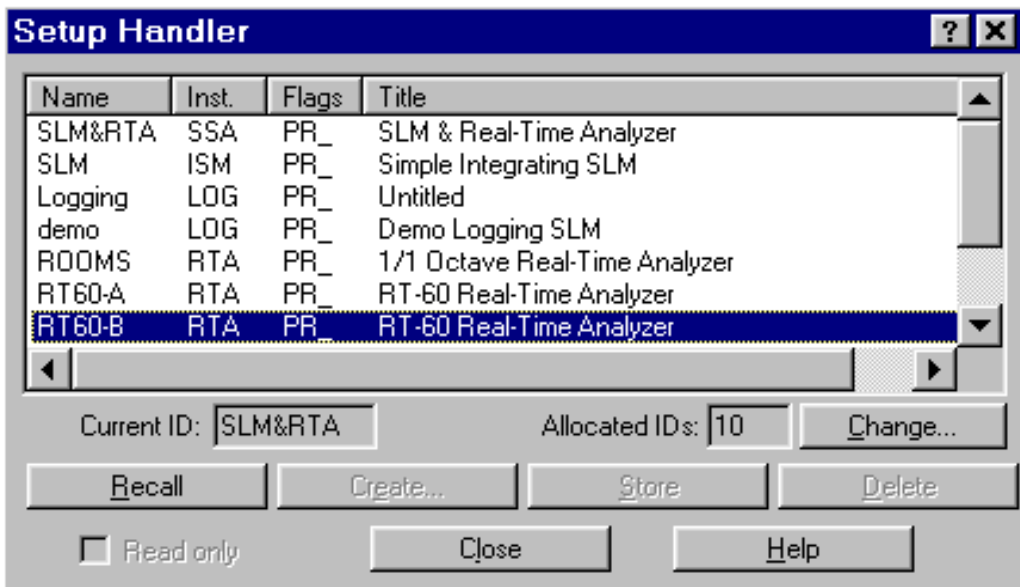 Setup Handler
Name Inst. Flags Title
SLM&RTA SSA PR_ SLM & Real-Time Analyzer
SLM ISM PR_ Simple Integrating SLM
Logging LOG PR_ Untitled
demo LOG PR_ Demo Logging SLM
ROOMS RTA PR_ 1/1 Octave Real-Time Analyzer
RT60-A RTA PR_ RT-60 Real-Time Analyzer
RT60-B RTA PR_ RT-60 Real-Time Analyzer
Current ID: SLM&RTA Allocated IDs: 10 Change...
Recall Create... Store Delete
Read only Close Help